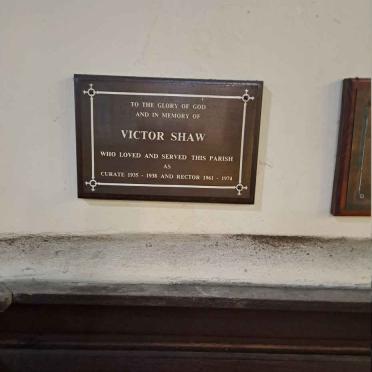 TO THE GLORY OF GOD
AND IN MEMORY OF
VICTOR SHAW
WHO LOVED AND SERVED THIS PARISH
AS
CURATE 1935 - 1938 AND RECTOR 1961 - 1974